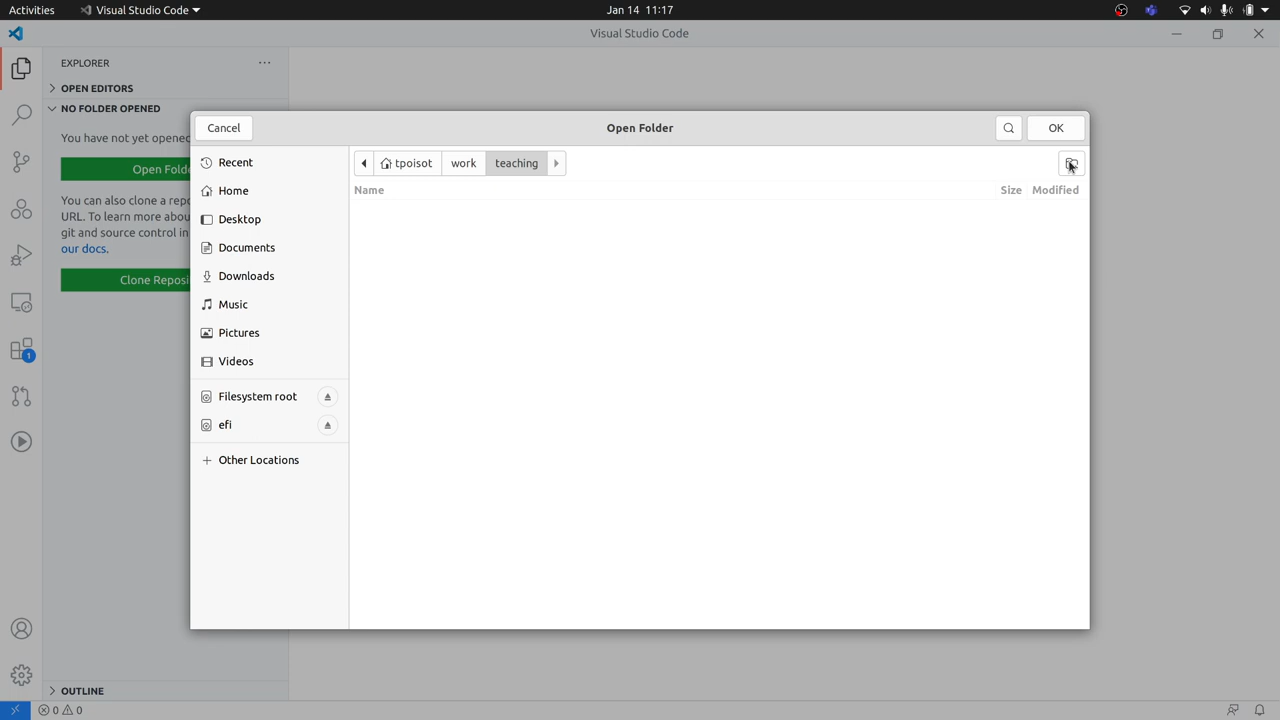 Activities Visual Studio Code Jan 14 11:17
Visual Studio Code
EXPLORER
OPEN EDITORS
NO FOLDER OPENED
You have not yet opened
Open Folde
You can also clone a repo
URL. To learn more abou
git and source control in
our docs.
Clone Reposi
1
OUTLINE
0 0
Cancel Open Folder OK
Recent
Home
Desktop
Documents
Downloads
Music
Pictures
Videos
Filesystem root
efi
Other Locations
tpoisot work teaching
Name Size Modified